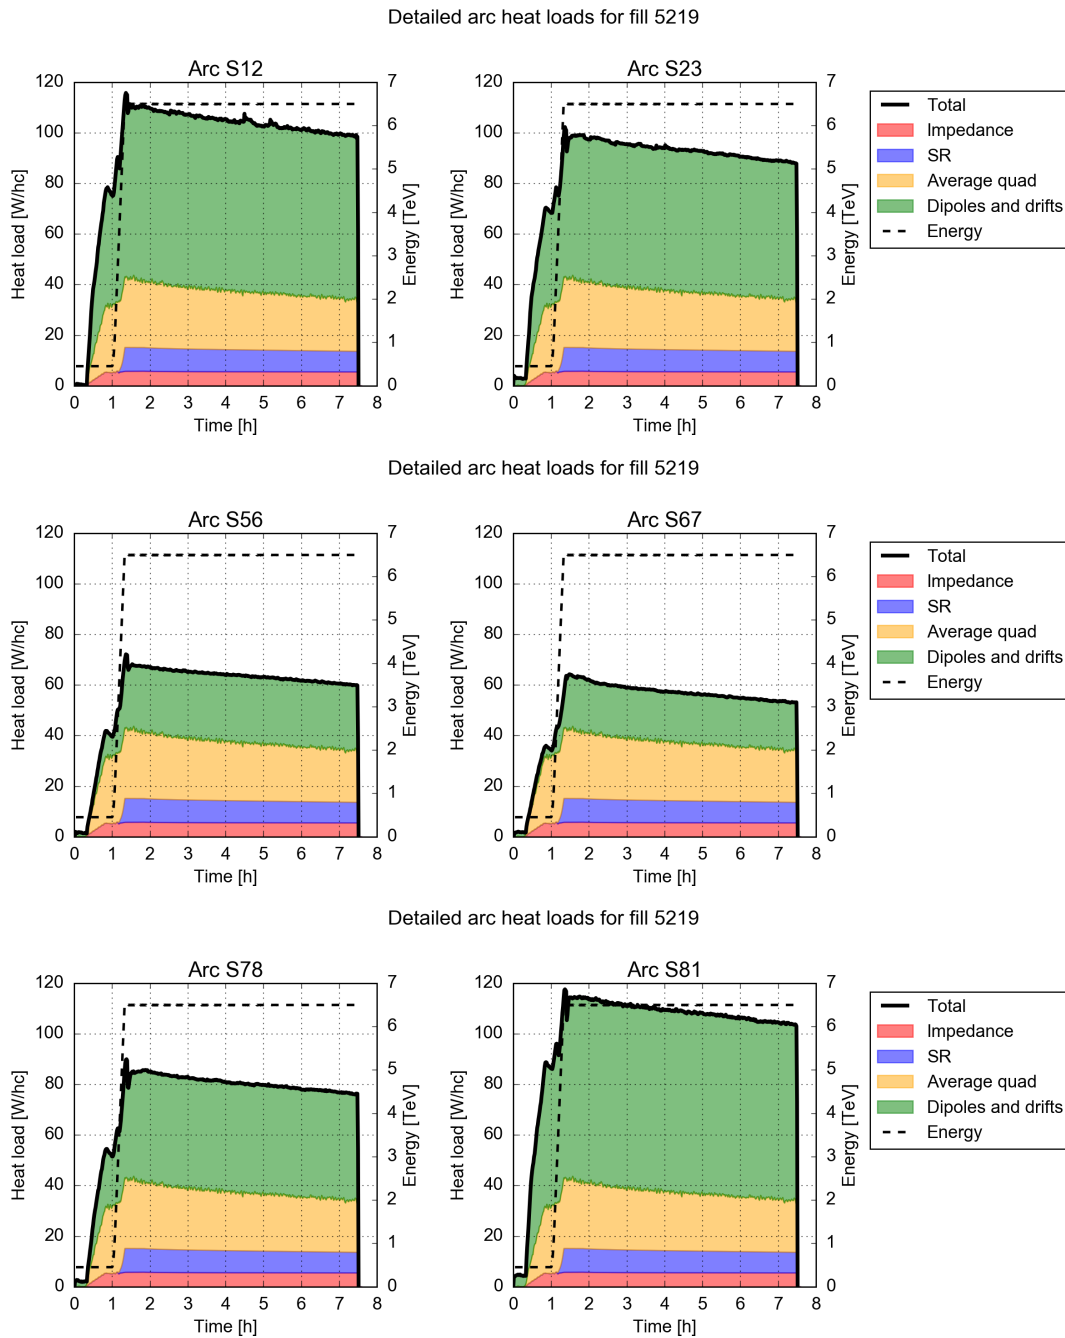 Detailed arc heat loads for fill 5219
Arc S12
120
100
80
60
40
20
0
Heat load [W/hc]
7
6
5
4
3
2
1
0
Energy [TeV]
0 1 2 3 4 5 6 7 8
Time [h]
Arc S23
120
100
80
60
40
20
0
Heat load [W/hc]
7
6
5
4
3
2
1
0
Energy [TeV]
0 1 2 3 4 5 6 7 8
Time [h]
Total
Impedance
SR
Average quad
Dipoles and drifts
Energy
Detailed arc heat loads for fill 5219
Arc S56
120
100
80
60
40
20
0
Heat load [W/hc]
7
6
5
4
3
2
1
0
Energy [TeV]
0 1 2 3 4 5 6 7 8
Time [h]
Arc S67
120
100
80
60
40
20
0
Heat load [W/hc]
7
6
5
4
3
2
1
0
Energy [TeV]
0 1 2 3 4 5 6 7 8
Time [h]
Total
Impedance
SR
Average quad
Dipoles and drifts
Energy
Detailed arc heat loads for fill 5219
Arc S78
120
100
80
60
40
20
0
Heat load [W/hc]
7
6
5
4
3
2
1
0
Energy [TeV]
0 1 2 3 4 5 6 7 8
Time [h]
Arc S81
120
100
80
60
40
20
0
Heat load [W/hc]
7
6
5
4
3
2
1
0
Energy [TeV]
0 1 2 3 4 5 6 7 8
Time [h]
Total
Impedance
SR
Average quad
Dipoles and drifts
Energy